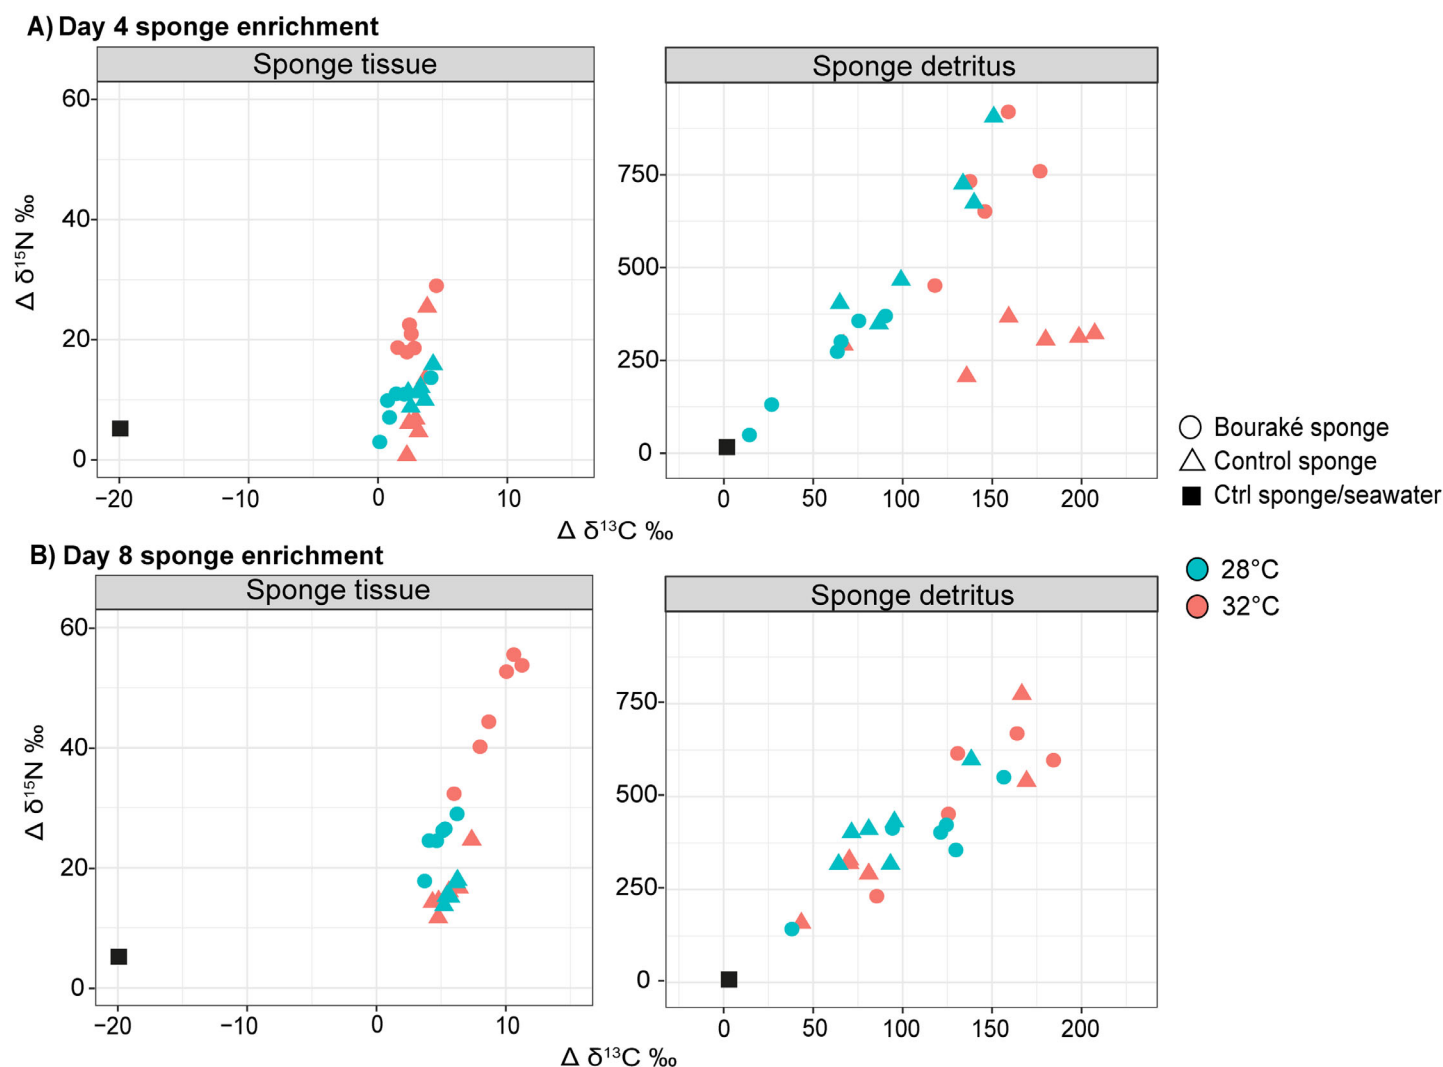 A) Day 4 sponge enrichment
Sponge tissue
Sponge detritus
60
40
20
0
Δ δ¹⁵N ‰
−20
−10
0
10
750
500
250
0
0
50
100
150
200
Δ δ¹³C ‰
Bouraké sponge
Control sponge
Ctrl sponge/seawater
28°C
32°C
B) Day 8 sponge enrichment
Sponge tissue
Sponge detritus
60
40
20
0
Δ δ¹⁵N ‰
−20
−10
0
10
750
500
250
0
0
50
100
150
200
Δ δ¹³C ‰